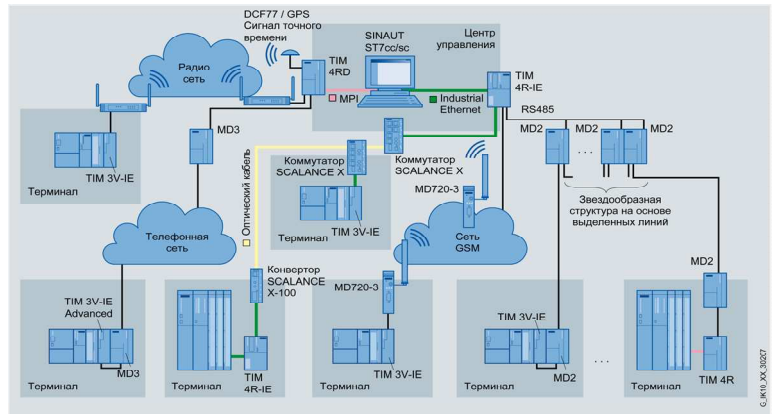 DCF77 / GPS
Сигнал точного
времени
SINAUT
ST7cc/sc
Центр
управления
Радио
сеть
TIM
4RD
MPI
Industrial
Ethernet
TIM
4R-IE
RS485
MD3
MD2
MD2
MD2
. . .
TIM 3V-IE
Терминал
Оптический кабель
Коммутатор
SCALANCE X
Коммутатор
SCALANCE X
MD720-3
Звездообразная
структура на основе
выделенных линий
TIM 3V-IE
Терминал
Телефонная
сеть
Сеть
GSM
Конвертор
SCALANCE
X-100
MD720-3
MD2
TIM 3V-IE
Advanced
MD3
Терминал
TIM
4R-IE
Терминал
TIM 3V-IE
Терминал
TIM 3V-IE
MD2
Терминал
. . .
TIM 4R
Терминал
G_IK10_XX_30207